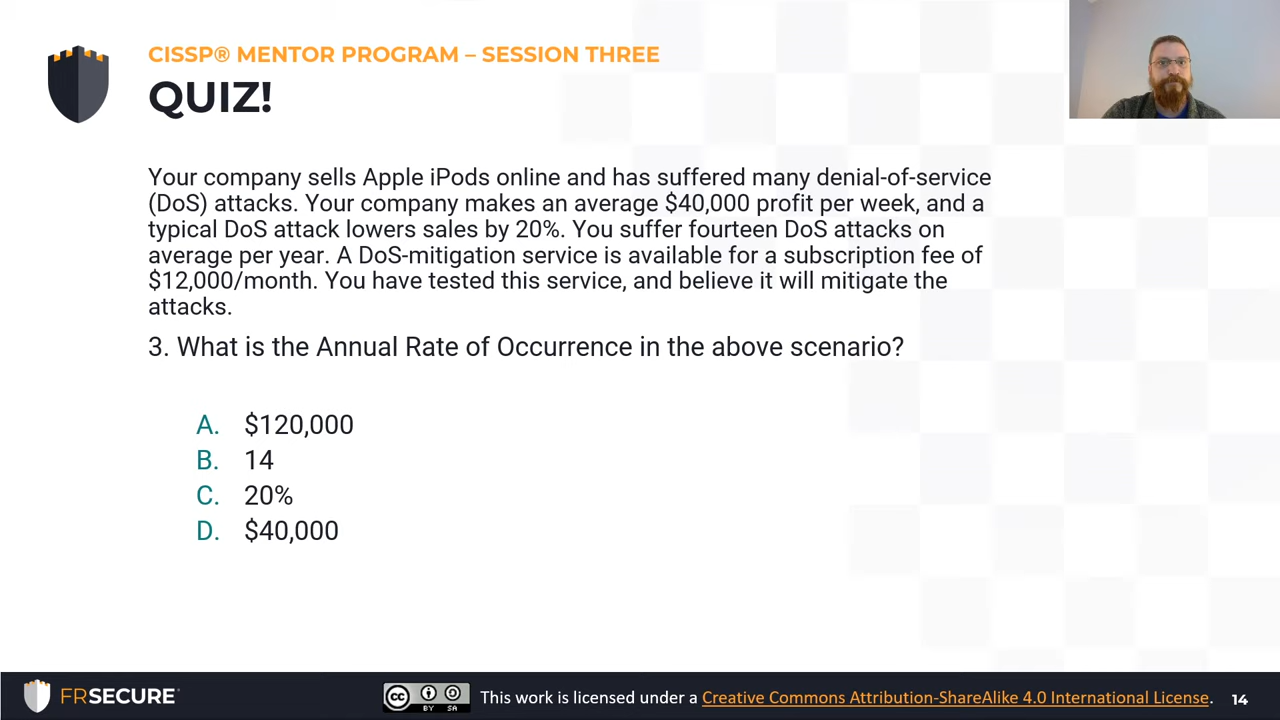 CISSP® MENTOR PROGRAM – SESSION THREE
QUIZ!
Your company sells Apple iPods online and has suffered many denial-of-service
(DoS) attacks. Your company makes an average $40,000 profit per week, and a
typical DoS attack lowers sales by 20%. You suffer fourteen DoS attacks on
average per year. A DoS-mitigation service is available for a subscription fee of
$12,000/month. You have tested this service, and believe it will mitigate the
attacks.
3. What is the Annual Rate of Occurrence in the above scenario?
A. $120,000
B. 14
C. 20%
D. $40,000
FRSECURE
cc BY SA
This work is licensed under a Creative Commons Attribution-ShareAlike 4.0 International License.
14